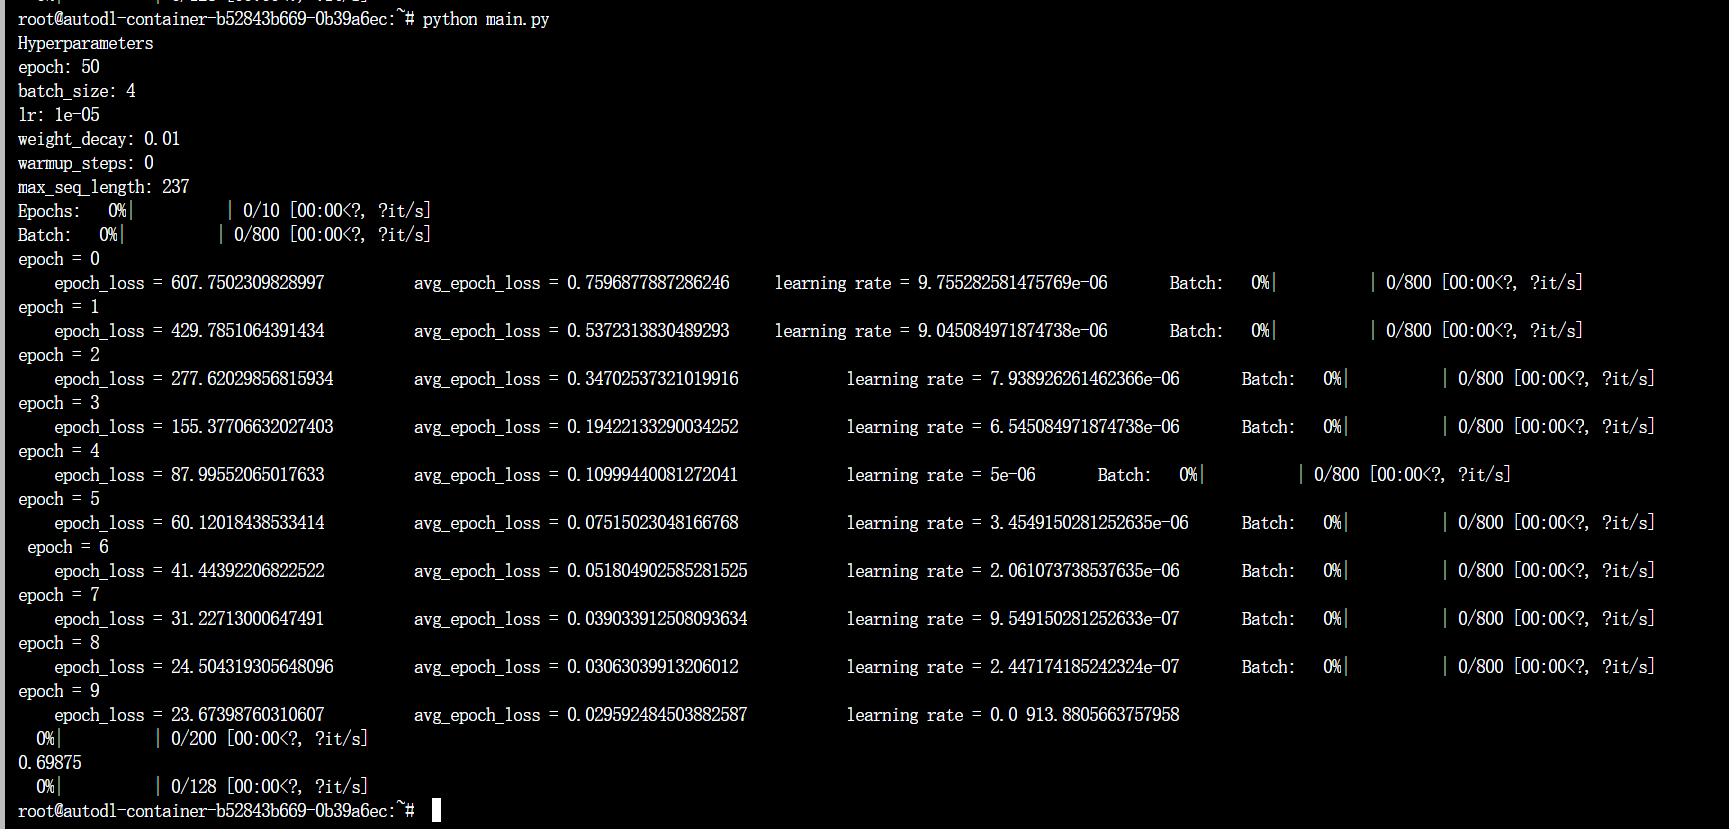 root@autodl-container-b52843b669-0b39a6ec:~# python main.py
Hyperparameters
epoch: 50
batch_size: 4
lr: 1e-05
weight_decay: 0.01
warmup_steps: 0
max_seq_length: 237
Epochs:   0%|          | 0/10 [00:00<?, ?it/s]
Batch:   0%|          | 0/800 [00:00<?, ?it/s]
epoch = 0
    epoch_loss = 607.7502309828997          avg_epoch_loss = 0.7596877887286246     learning rate = 9.755282581475769e-06       Batch:   0%|          | 0/800 [00:00<?, ?it/s]
epoch = 1
    epoch_loss = 429.7851064391434          avg_epoch_loss = 0.5372313830489293     learning rate = 9.045084971874738e-06       Batch:   0%|          | 0/800 [00:00<?, ?it/s]
epoch = 2
    epoch_loss = 277.62029856815934         avg_epoch_loss = 0.34702537321019916            learning rate = 7.938926261462366e-06       Batch:   0%|          | 0/800 [00:00<?, ?it/s]
epoch = 3
    epoch_loss = 155.37706632027403         avg_epoch_loss = 0.19422133290034252            learning rate = 6.545084971874738e-06       Batch:   0%|          | 0/800 [00:00<?, ?it/s]
epoch = 4
    epoch_loss = 87.99552065017633          avg_epoch_loss = 0.10999440081272041            learning rate = 5e-06       Batch:   0%|          | 0/800 [00:00<?, ?it/s]
epoch = 5
    epoch_loss = 60.12018438533414          avg_epoch_loss = 0.07515023048166768            learning rate = 3.4549150281252635e-06      Batch:   0%|          | 0/800 [00:00<?, ?it/s]
 epoch = 6
    epoch_loss = 41.44392206822522          avg_epoch_loss = 0.051804902585281525           learning rate = 2.061073738537635e-06       Batch:   0%|          | 0/800 [00:00<?, ?it/s]
epoch = 7
    epoch_loss = 31.22713000647491          avg_epoch_loss = 0.039033912508093634           learning rate = 9.549150281252633e-07       Batch:   0%|          | 0/800 [00:00<?, ?it/s]
epoch = 8
    epoch_loss = 24.504319305648096         avg_epoch_loss = 0.03063039913206012            learning rate = 2.447174185242324e-07       Batch:   0%|          | 0/800 [00:00<?, ?it/s]
epoch = 9
    epoch_loss = 23.67398760310607          avg_epoch_loss = 0.029592484503882587           learning rate = 0.0 913.8805663757958
  0%|          | 0/200 [00:00<?, ?it/s]
0.69875
  0%|          | 0/128 [00:00<?, ?it/s]
root@autodl-container-b52843b669-0b39a6ec:~#